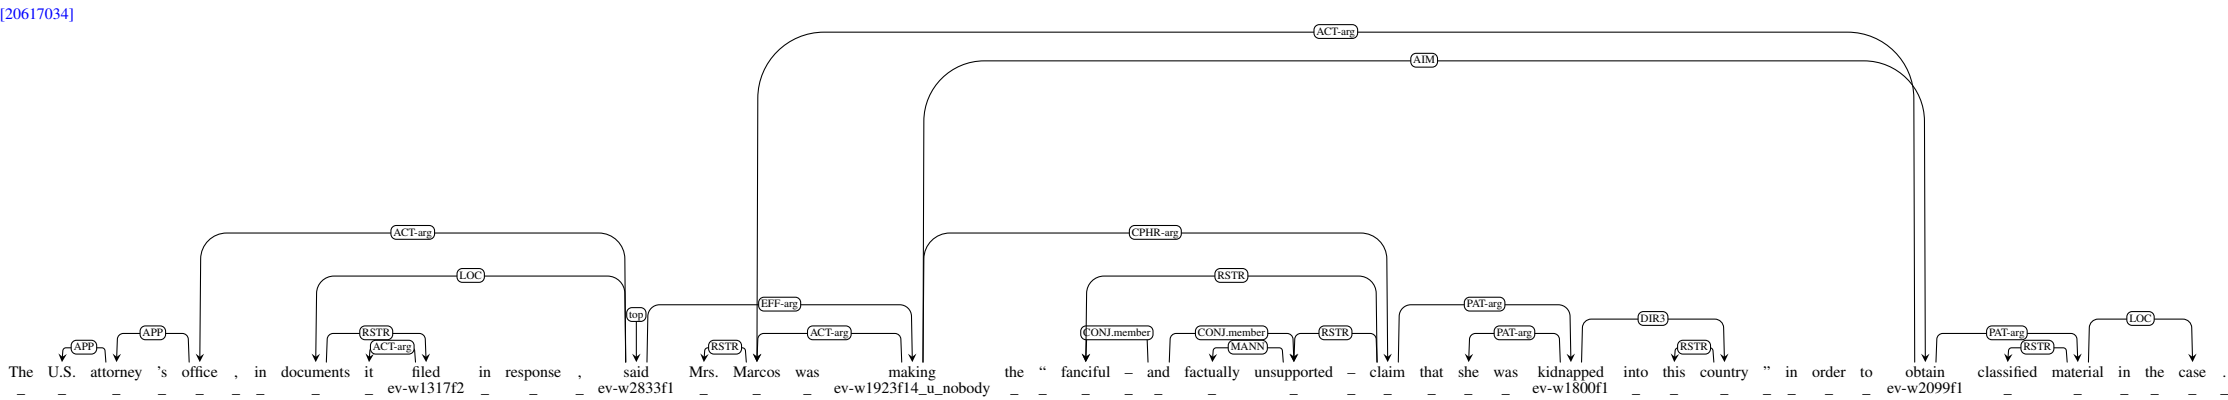 [20617034]
ACT-arg
AIM
ACT-arg CPHR-arg
LOC RSTR
EFF-arg PAT-arg
top DIR3 LOC
APP RSTR ACT-arg CONJ.member CONJ.member RSTR PAT-arg PAT-arg
APP ACT-arg RSTR MANN RSTR RSTR
The U.S. attorney ’s office , in documents it filed in response , said Mrs. Marcos was making the “ fanciful – and factually unsupported – claim that she was kidnapped into this country ” in order to obtain classified material in the case .
_ _ _ _ _ _ _ _ _ ev-w1317f2 _ _ _ ev-w2833f1 _ _ _ ev-w1923f14_u_nobody _ _ _ _ _ _ _ _ _ _ _ _ ev-w1800f1 _ _ _ _ _ _ _ ev-w2099f1 _ _ _ _ _ _